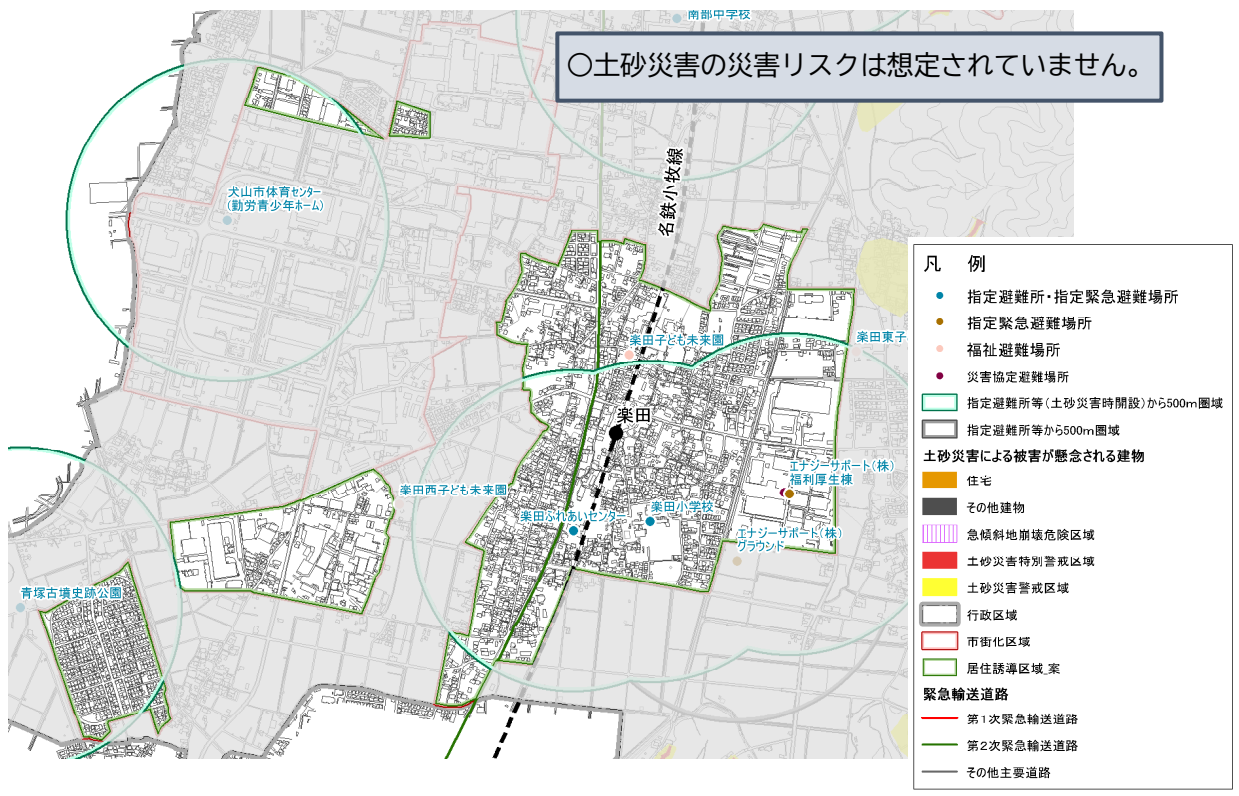 南部中学校
〇土砂災害の災害リスクは想定されていません。
名鉄小牧線
犬山市体育センター
(勤労青少年ホーム)
楽田子ども未来園
楽田東子
楽田
エナジーサポート(株)
福利厚生棟
楽田西子ども未来園
楽田ふれあいセンター
楽田小学校
エナジーサポート(株)
グラウンド
青塚古墳史跡公園
凡 例
指定避難所・指定緊急避難場所
指定緊急避難場所
福祉避難場所
災害協定避難場所
指定避難所等(土砂災害時開設)から500m圏域
指定避難所等から500m圏域
土砂災害による被害が懸念される建物
住宅
その他建物
急傾斜地崩壊危険区域
土砂災害特別警戒区域
土砂災害警戒区域
行政区域
市街化区域
居住誘導区域_案
緊急輸送道路
第1次緊急輸送道路
第2次緊急輸送道路
その他主要道路